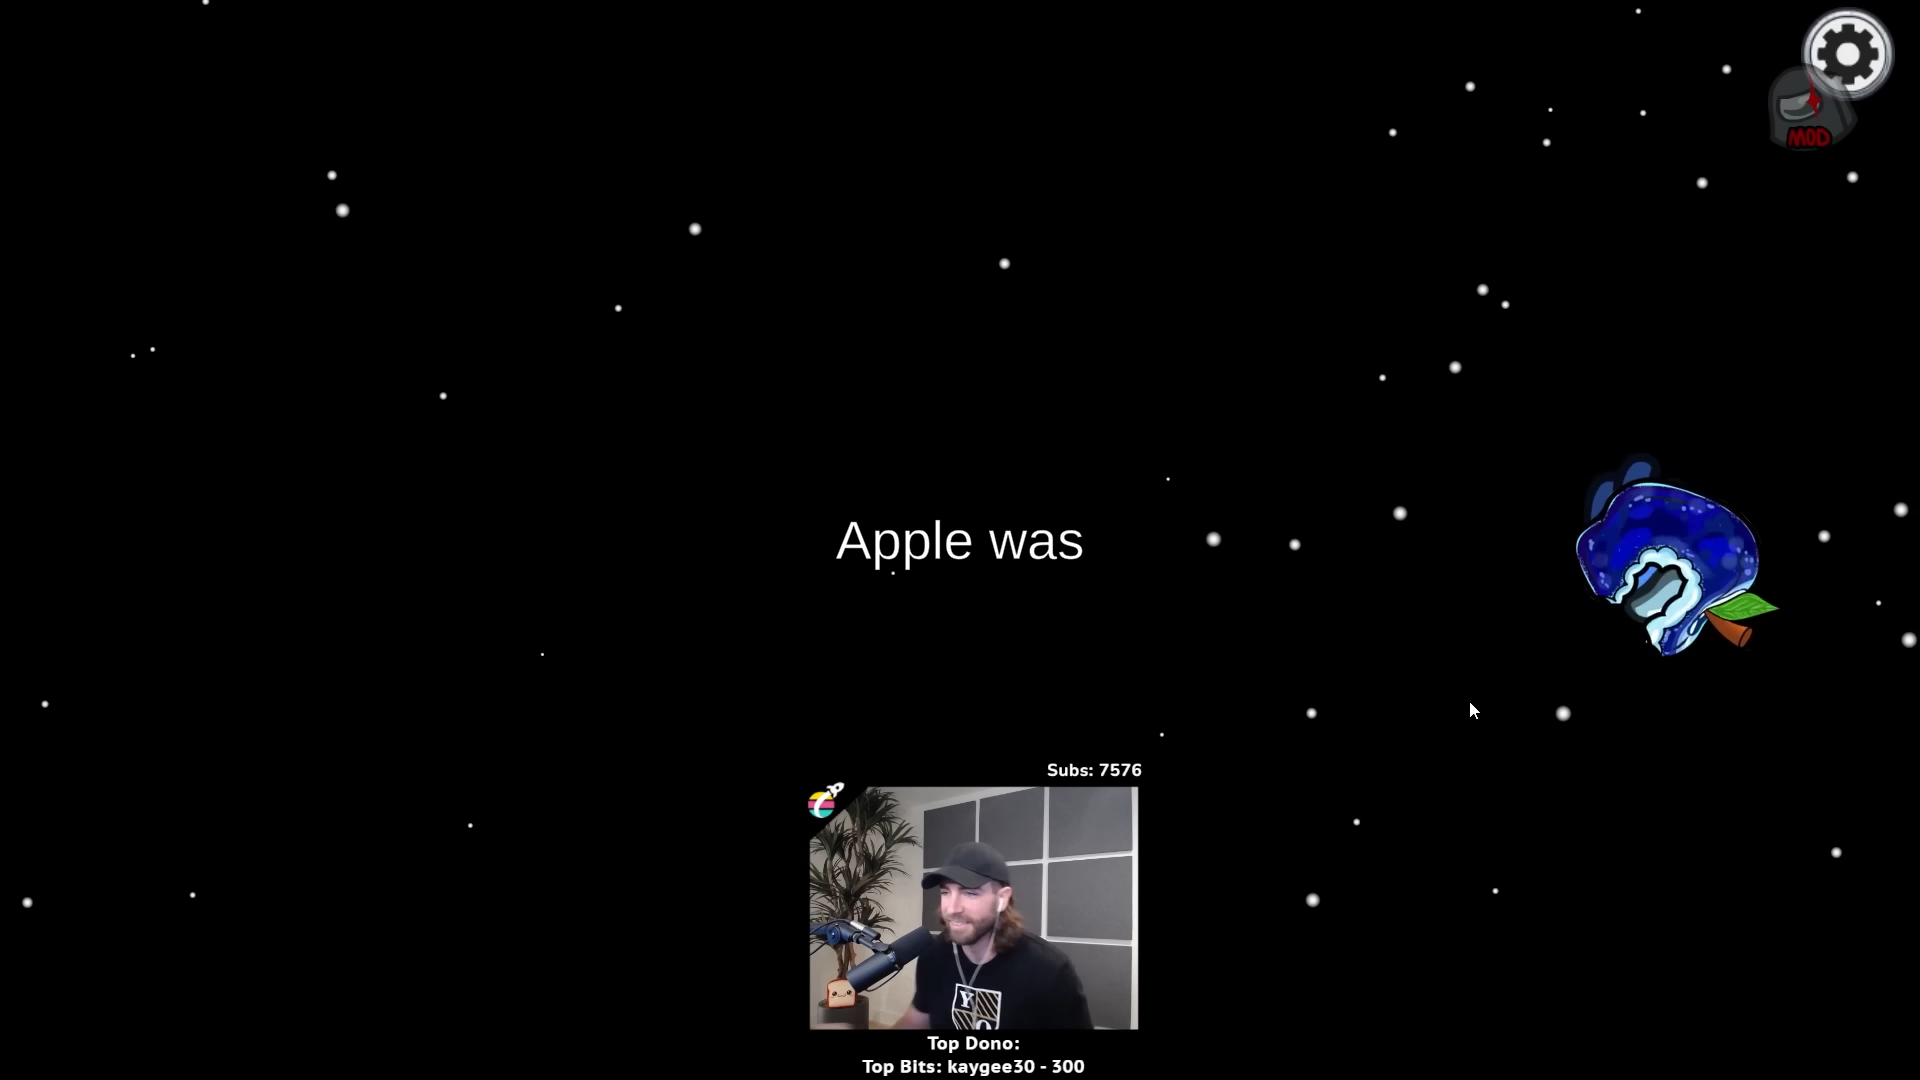 MOD
Apple was
Subs: 7576
Y
O
Top Dono:
Top Bits: kaygee30 - 300